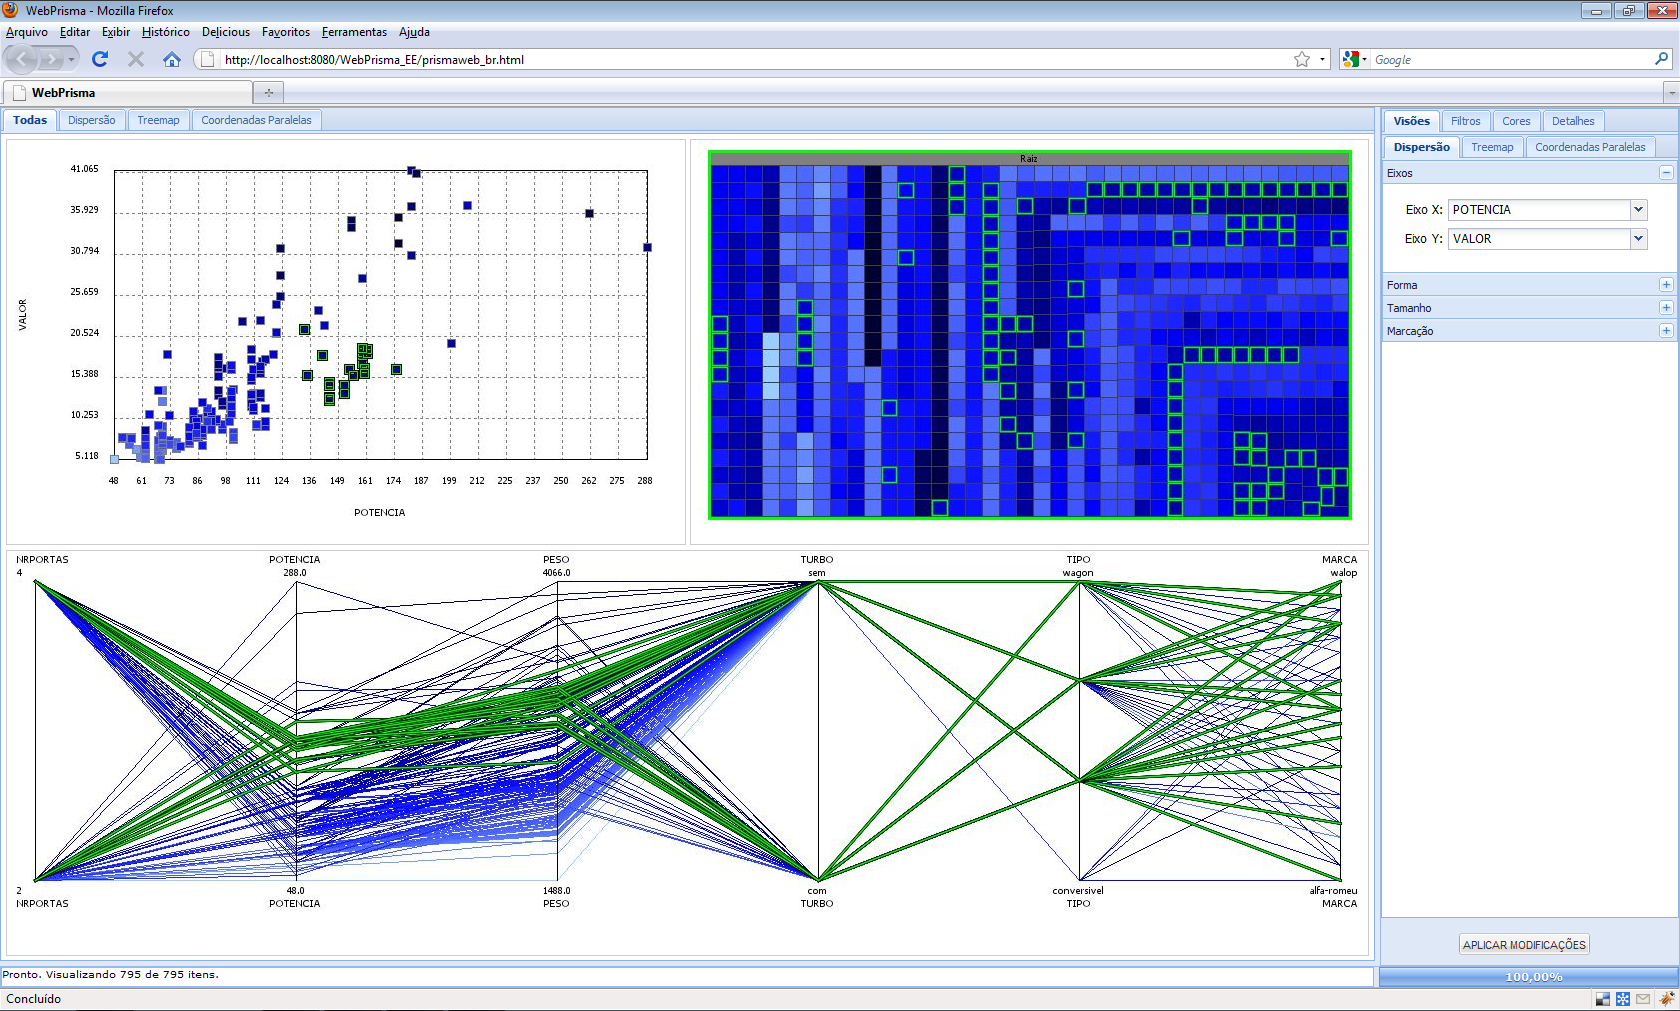 WebPrisma - Mozilla Firefox
Arquivo Editar Exibir Histórico Delicious Favoritos Ferramentas Ajuda
http://localhost:8080/WebPrisma_EE/prismaweb_br.html
Google
WebPrisma
Todas Dispersão Treemap Coordenadas Paralelas
Visões Filtros Cores Detalhes
Dispersão Treemap Coordenadas Paralelas
Eixos
Eixo X: POTENCIA
Eixo Y: VALOR
Forma
Tamanho
Marcação
41.065
35.929
30.794
25.659
20.524
15.388
10.253
5.118
VALOR
48 61 73 86 98 111 124 136 149 161 174 187 199 212 225 237 250 262 275 288
POTENCIA
Raiz
NRPORTAS POTENCIA PESO TURBO TIPO MARCA
4 288.0 4066.0 sem wagon walop
2 48.0 1488.0 com conversivel alfa-romeu
NRPORTAS POTENCIA PESO TURBO TIPO MARCA
APLICAR MODIFICAÇÕES
Pronto. Visualizando 795 de 795 itens.
100,00%
Concluído